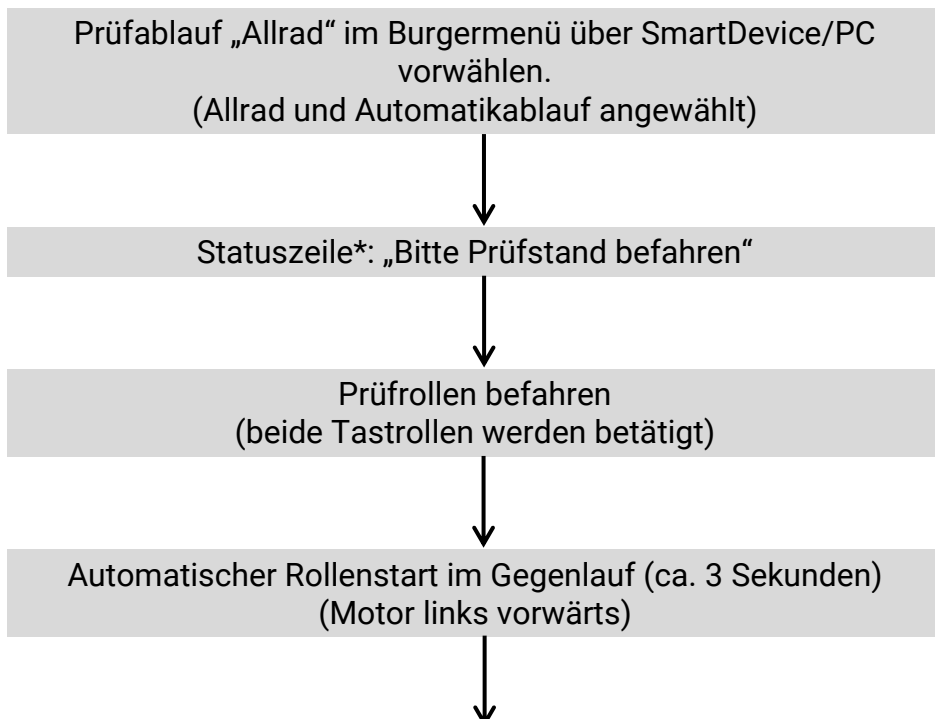 Prüfablauf „Allrad“ im Burgermenü über SmartDevice/PC
vorwählen.
(Allrad und Automatikablauf angewählt)
Statuszeile*: „Bitte Prüfstand befahren“
Prüfrollen befahren
(beide Tastrollen werden betätigt)
Automatischer Rollenstart im Gegenlauf (ca. 3 Sekunden)
(Motor links vorwärts)